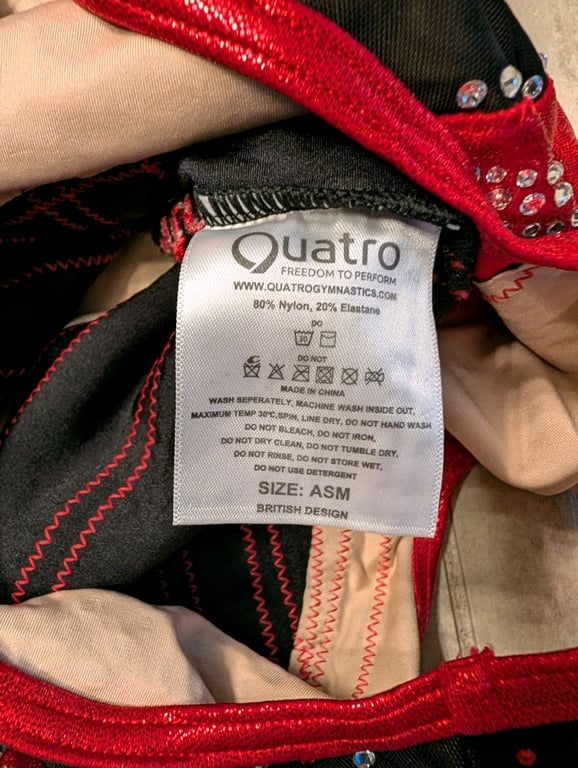 Quatro
FREEDOM TO PERFORM
WWW.QUATROGYMNASTICS.COM
80% Nylon, 20% Elastane
DO
30
DO NOT
MADE IN CHINA
WASH SEPERATELY, MACHINE WASH INSIDE OUT,
MAXIMUM TEMP 30ºC,SPIN, LINE DRY, DO NOT HAND WASH
DO NOT BLEACH, DO NOT IRON,
DO NOT DRY CLEAN, DO NOT TUMBLE DRY,
DO NOT RINSE, DO NOT STORE WET,
DO NOT USE DETERGENT
SIZE: ASM
BRITISH DESIGN